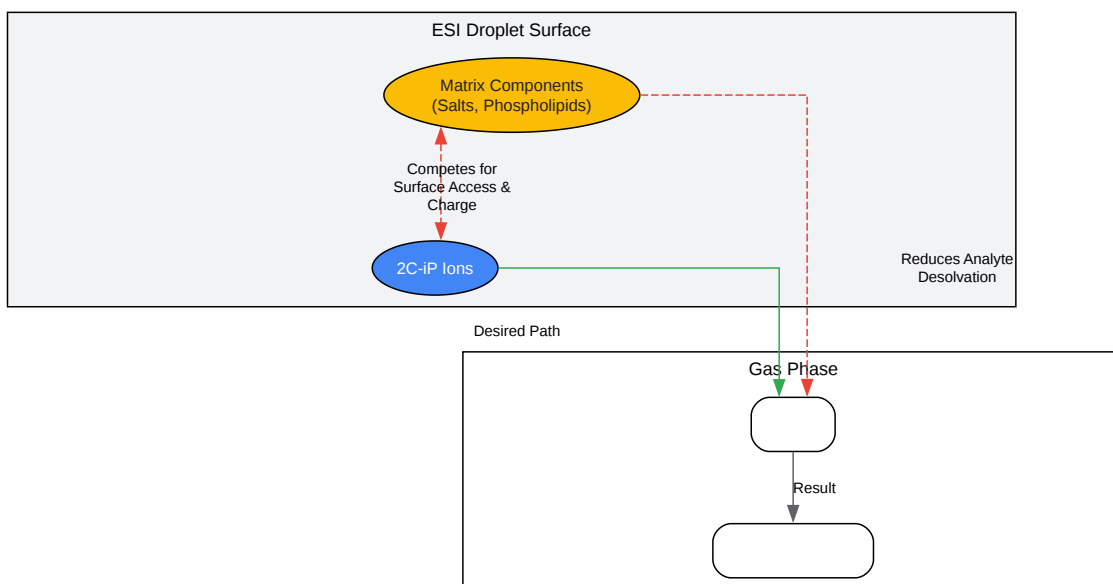 ESI Droplet Surface
Matrix Components
(Salts, Phospholipids)
Competes for
Surface Access &
Charge
2C-iP Ions
Reduces Analyte
Desolvation
Desired Path
Gas Phase
Result